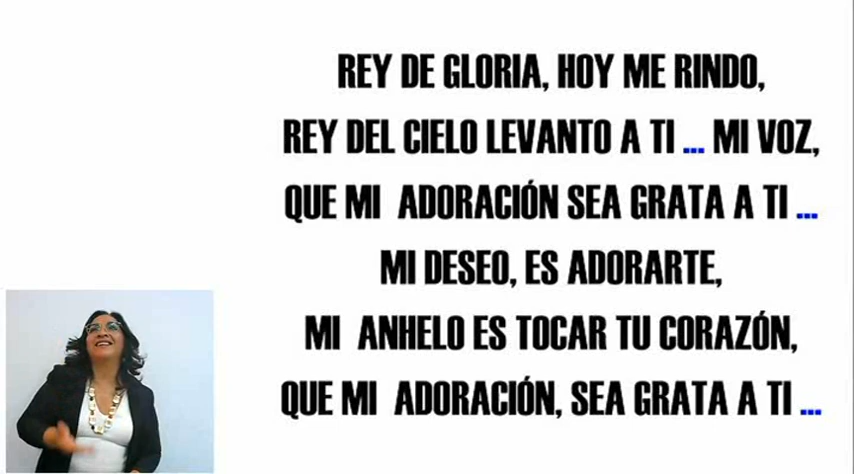 REY DE GLORIA, HOY ME RINDO,
REY DEL CIELO LEVANTO A TI ... MI VOZ,
QUE MI ADORACIÓN SEA GRATA A TI ...
MI DESEO, ES ADORARTE,
MI ANHELO ES TOCAR TU CORAZÓN,
QUE MI ADORACIÓN, SEA GRATA A TI ...